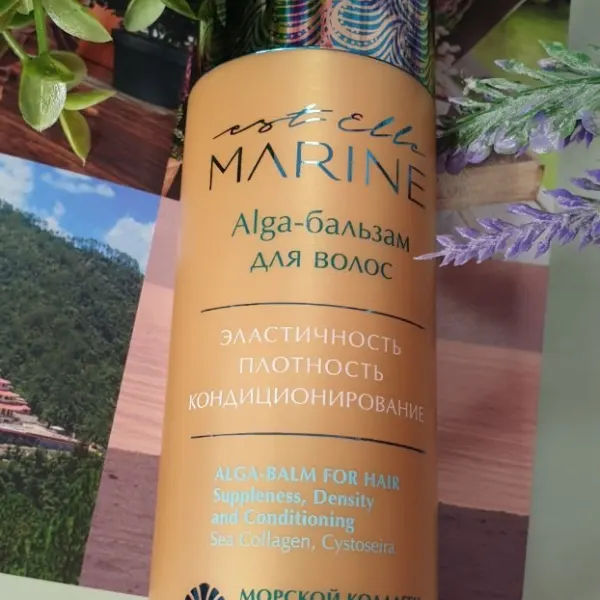 est Elle
MARINE
Alga-бальзам
для волос
ЭЛАСТИЧНОСТЬ
ПЛОТНОСТЬ
КОНДИЦИОНИРОВАНИЕ
ALGA-BALM FOR HAIR
Suppleness, Density
and Conditioning
Sea Collagen, Cystoseira
МОРСКОЙ